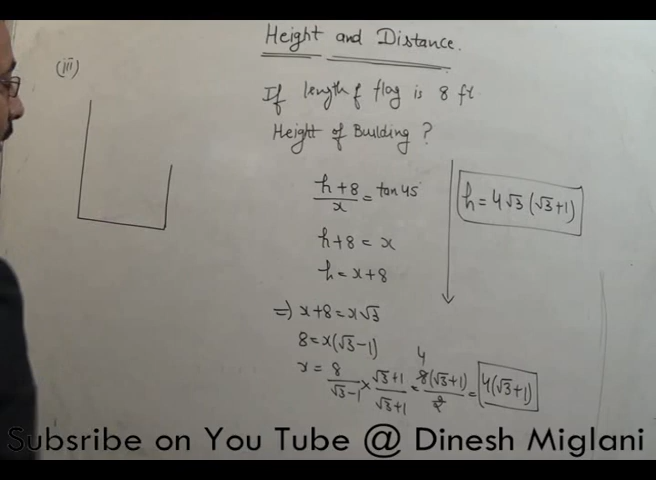 Height and Distance.
(iii)
If length of flag is 8 ft
Height of Building ?
h+8/x = tan 45
h+8 = x
h = x+8
h = 4√3 (√3+1)
=) x+8 = x√3
8 = x(√3-1)
x = 8/√3-1 × √3+1/√3+1 = 8(√3+1)/2 = 4(√3+1)
4
Subsribe on You Tube @ Dinesh Miglani